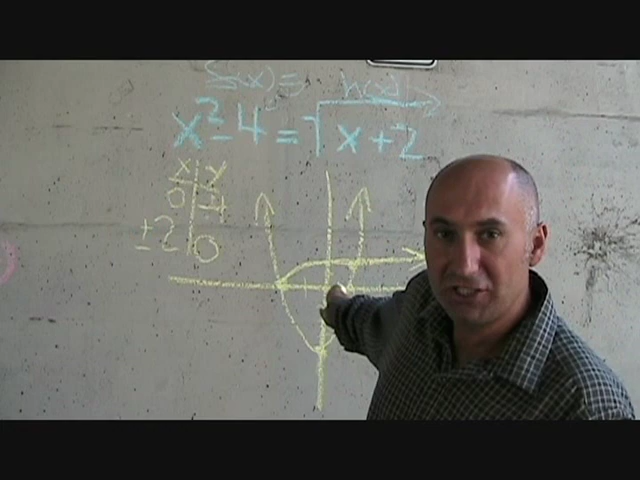 f(x) = h(x)
x² - 4 = √x + 2
x y
0 -4
±2 0